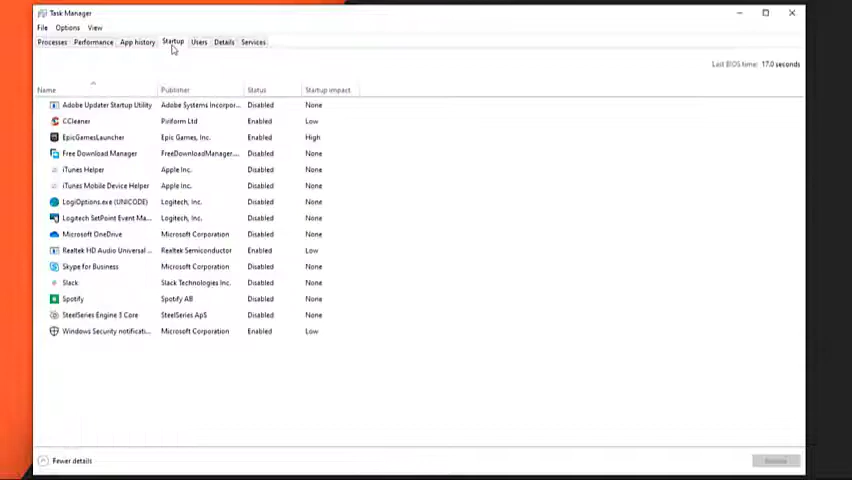 Task Manager
File Options View
Processes Performance App history Startup Users Details Services
Last BIOS time: 17.0 seconds
Name Publisher Status Startup impact
Adobe Updater Startup Utility Adobe Systems Incorpor... Disabled None
CCleaner Piriform Ltd Enabled Low
EpicGamesLauncher Epic Games, Inc. Enabled High
Free Download Manager FreeDownloadManager.... Disabled None
iTunes Helper Apple Inc. Disabled None
iTunes Mobile Device Helper Apple Inc. Disabled None
LogiOptions.exe (UNICODE) Logitech, Inc. Disabled None
Logitech SetPoint Event Ma... Logitech, Inc. Disabled None
Microsoft OneDrive Microsoft Corporation Disabled None
Realtek HD Audio Universal ... Realtek Semiconductor Enabled Low
Skype for Business Microsoft Corporation Disabled None
Slack Slack Technologies Inc. Disabled None
Spotify Spotify AB Disabled None
SteelSeries Engine 3 Core SteelSeries ApS Disabled None
Windows Security notificati... Microsoft Corporation Enabled Low
Fewer details